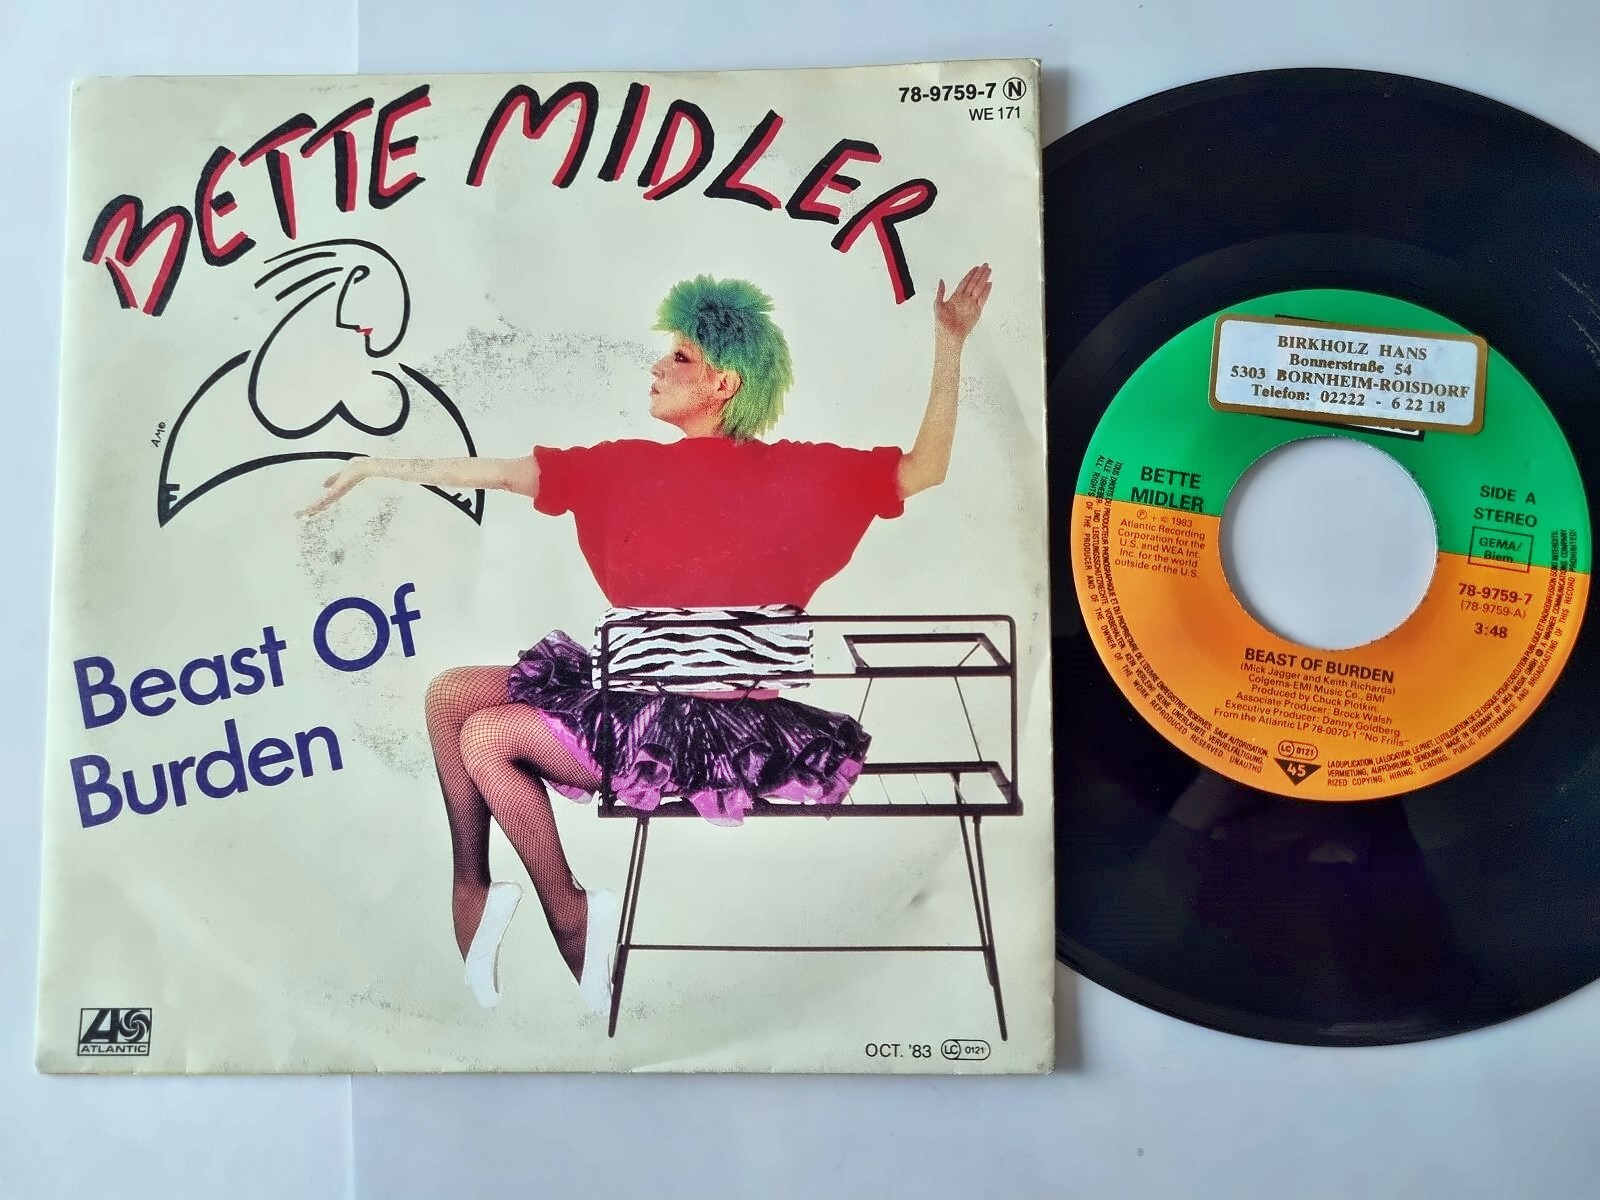 BETTE MIDLER
78-9759-7 N
WE 171
AMO
Beast Of
Burden
ATLANTIC
OCT. '83 LC 0121
BIRKHOLZ HANS
Bonnerstraße 54
5303 BORNHEIM-ROISDORF
Telefon: 02222 - 6 22 18
BETTE
MIDLER
℗ + © 1983
Atlantic Recording
Corporation for the
U.S. and WEA Int.
Inc. for the world
outside of the U.S.
SIDE A
STEREO
GEMA/
Biem
78-9759-7
(78-9759-A)
3:48
BEAST OF BURDEN
(Mick Jagger and Keith Richards)
Colgems-EMI Music Co., BMI
Produced by Chuck Plotkin.
Associate Producer: Brock Walsh
Executive Producer: Danny Goldberg
From the Atlantic LP 78-0070-1 "No Frills"
LC 0121
45